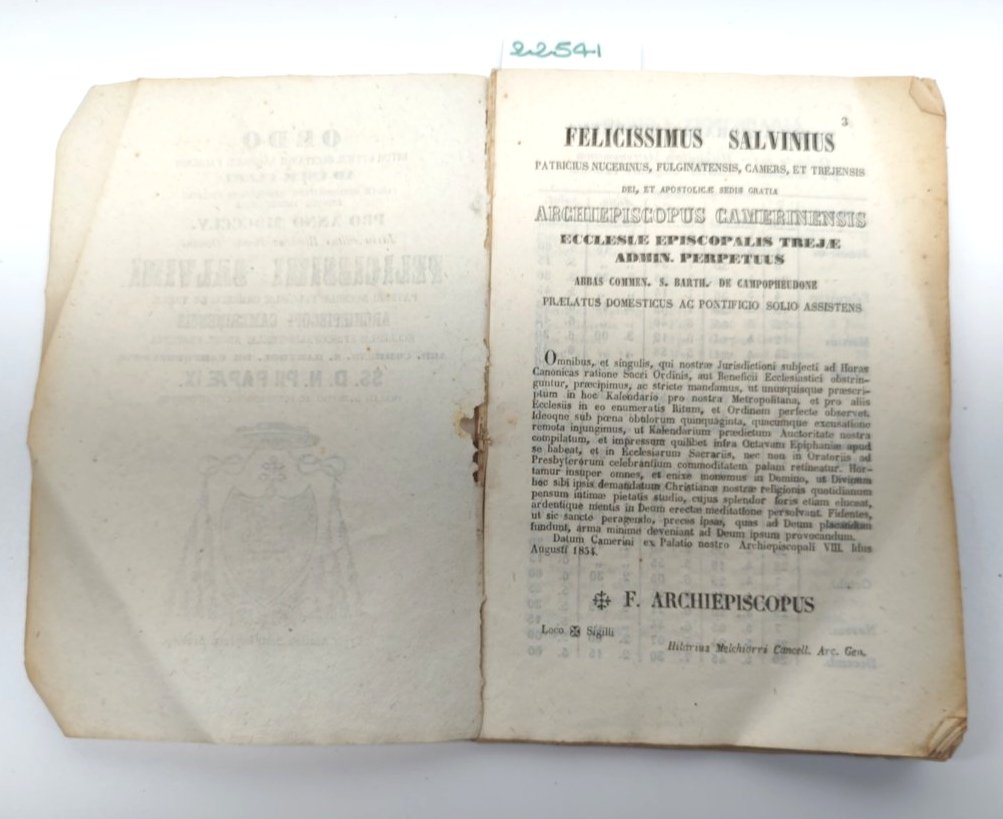 22541
3
FELICISSIMUS SALVINIUS
PATRICIUS NUCERINUS, FULGINATENSIS, CAMERS, ET TREJENSIS
DEI, ET APOSTOLICÆ SEDIS GRATIA
ARCHIEPISCOPUS CAMERINENSIS
ECCLESIÆ EPISCOPALIS TREJÆ
ADMIN. PERPETUUS
ABBAS COMMEN. S. BARTH. DE CAMPOPHEUDONE
PRÆLATUS DOMESTICUS AC PONTIFICIO SOLIO ASSISTENS
Omnibus, et singulis, qui nostræ Jurisdictioni subjecti ad Horas
Canonicas ratione Sacri Ordinis, aut Beneficii Ecclesiastici obstrin-
guntur, præcipimus, ac stricte mandamus, ut unusquisque præscri-
ptum in hoc Kalendario pro nostra Metropolitana, et pro aliis
Ecclesiis in eo enumeratis Ritum, et Ordinem perfecte observet.
Ideoque sub pœna obulorum quinquaginta, quacumque excusatione
remota injungimus, ut Kalendarium prædictum Auctoritate nostra
compilatum, et impressum quilibet infra Octavam Epiphaniæ apud
se habeat, et in Ecclesiarum Sacrariis, nec non in Oratoriis ad
Presbyterorum celebrantium commoditatem palam retineatur. Hor-
tamur insuper omnes, et enixe monemus in Domino, ut Divinum
hoc sibi ipsis demandatum Christianæ nostræ religionis quotidianum
pensum intimæ pietatis studio, cujus splendor foris etiam eluceat,
ardentique mentis in Deum erectæ meditatione persolvant. Fidentes,
ut sic sancte peragendo, preces ipsas, quas ad Deum placandum
fundunt, arma minime deveniant ad Deum ipsum provocandum.
Datum Camerini ex Palatio nostro Archiepiscopali VIII. Idus
Augusti 1854.
F. ARCHIEPISCOPUS
Loco ✠ Sigilli
Hilarius Melchiorri Cancell. Arc. Gen.